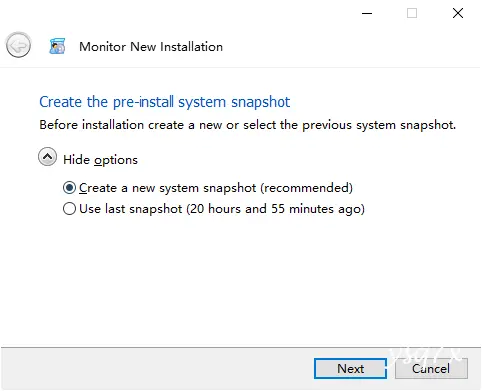 Monitor New Installation
Create the pre-install system snapshot
Before installation create a new or select the previous system snapshot.
Hide options
Create a new system snapshot (recommended)
Use last snapshot (20 hours and 55 minutes ago)
Next
Cancel